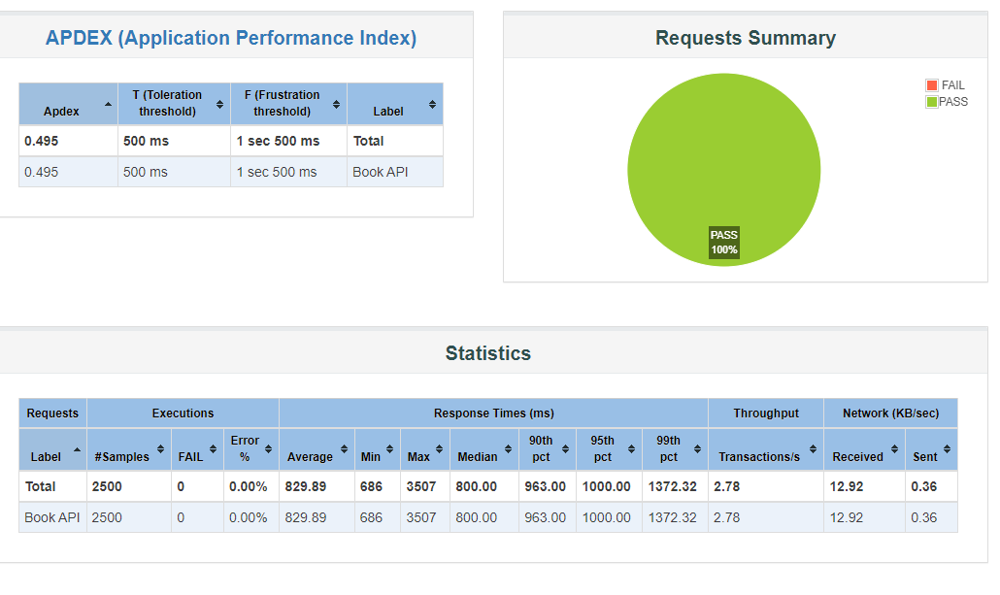 APDEX (Application Performance Index)
Apdex T (Toleration threshold) F (Frustration threshold) Label
0.495 500 ms 1 sec 500 ms Total
0.495 500 ms 1 sec 500 ms Book API
Requests Summary
FAIL
PASS
PASS
100%
Statistics
Requests Executions Response Times (ms) Throughput Network (KB/sec)
Label #Samples FAIL Error % Average Min Max Median 90th pct 95th pct 99th pct Transactions/s Received Sent
Total 2500 0 0.00% 829.89 686 3507 800.00 963.00 1000.00 1372.32 2.78 12.92 0.36
Book API 2500 0 0.00% 829.89 686 3507 800.00 963.00 1000.00 1372.32 2.78 12.92 0.36